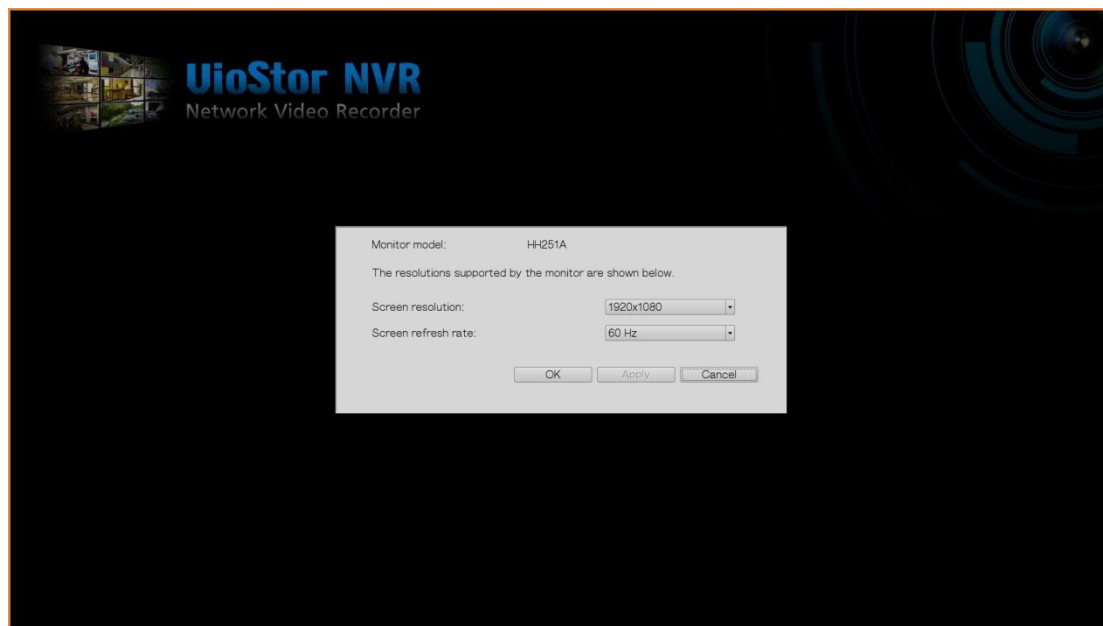 VioStor NVR
Network Video Recorder
Monitor model: HH251A
The resolutions supported by the monitor are shown below.
Screen resolution: 1920x1080
Screen refresh rate: 60 Hz
OK Apply Cancel